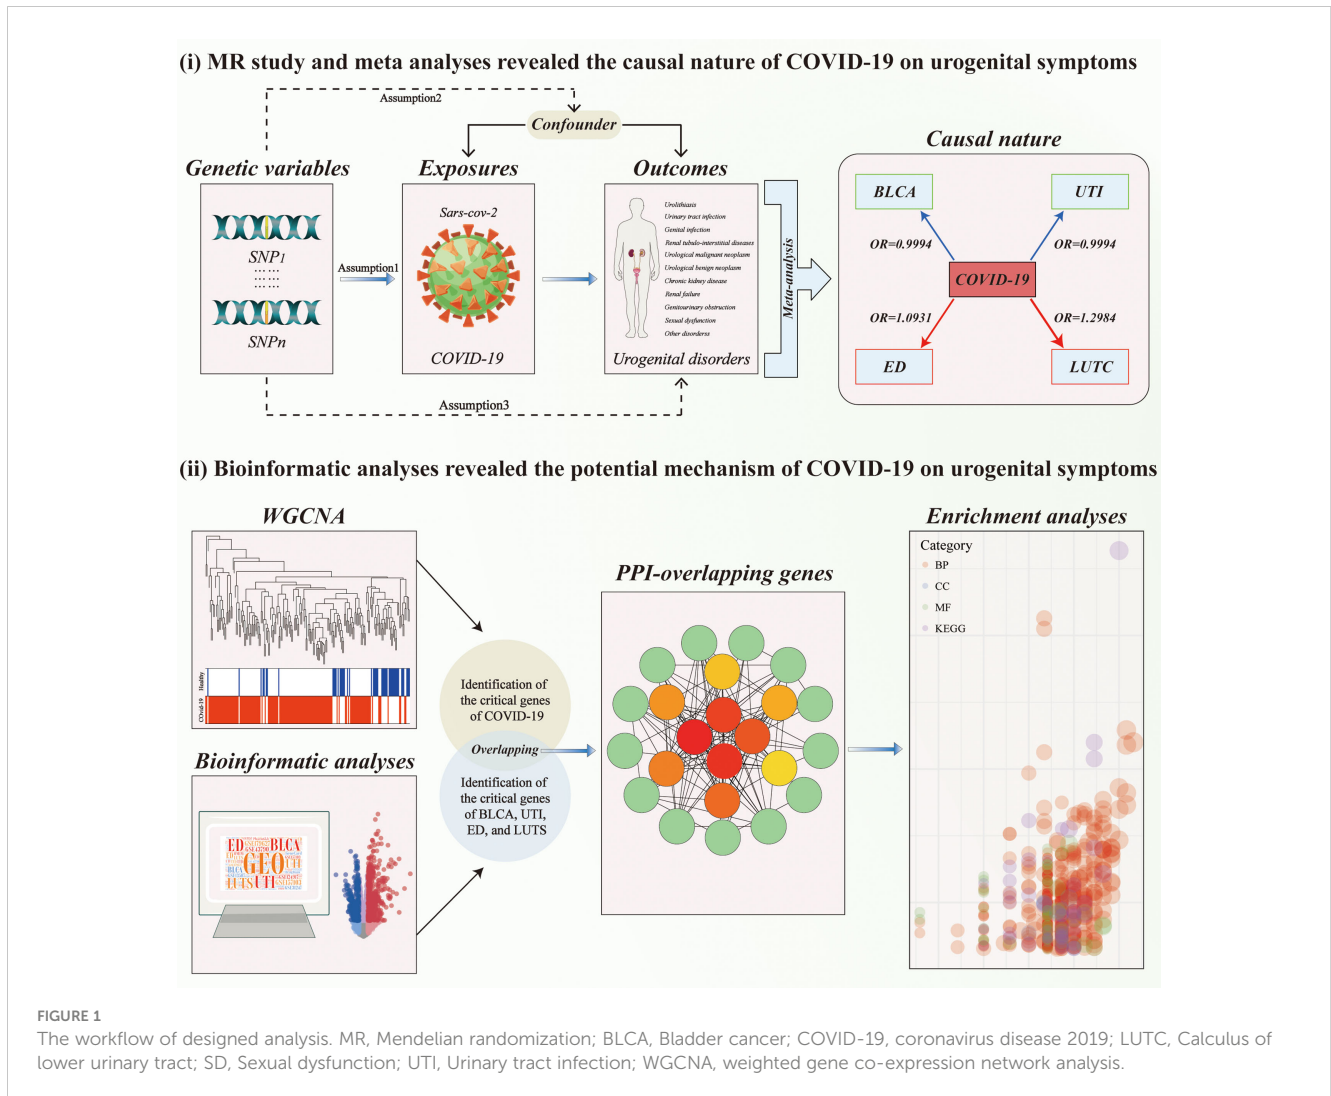 (i) MR study and meta analyses revealed the causal nature of COVID-19 on urogenital symptoms
Assumption2
Confounder
Genetic variables
Exposures
Outcomes
Causal nature
SNP1
……
……
SNPn
Assumption1
Sars-cov-2
COVID-19
Urolithiasis
Urinary tract infection
Genital infection
Renal tubulo-interstitial diseases
Urological malignant neoplasm
Urological benign neoplasm
Chronic kidney disease
Renal failure
Genitourinary obstruction
Sexual dysfunction
Other disorderss
Urogenital disorders
Meta-analysis
BLCA
UTI
OR=0.9994
OR=0.9994
COVID-19
OR=1.0931
OR=1.2984
ED
LUTC
Assumption3
(ii) Bioinformatic analyses revealed the potential mechanism of COVID-19 on urogenital symptoms
WGCNA
Healthy
COvid-19
Bioinformatic analyses
ED
BLCA
GEO
UTI
BLCA
LUTS
UTI
Identification of
the critical genes
of COVID-19
Overlapping
Identification of
the critical genes
of BLCA, UTI,
ED, and LUTS
PPI-overlapping genes
Enrichment analyses
Category
BP
CC
MF
KEGG
FIGURE 1
The workflow of designed analysis. MR, Mendelian randomization; BLCA, Bladder cancer; COVID-19, coronavirus disease 2019; LUTC, Calculus of
lower urinary tract; SD, Sexual dysfunction; UTI, Urinary tract infection; WGCNA, weighted gene co-expression network analysis.